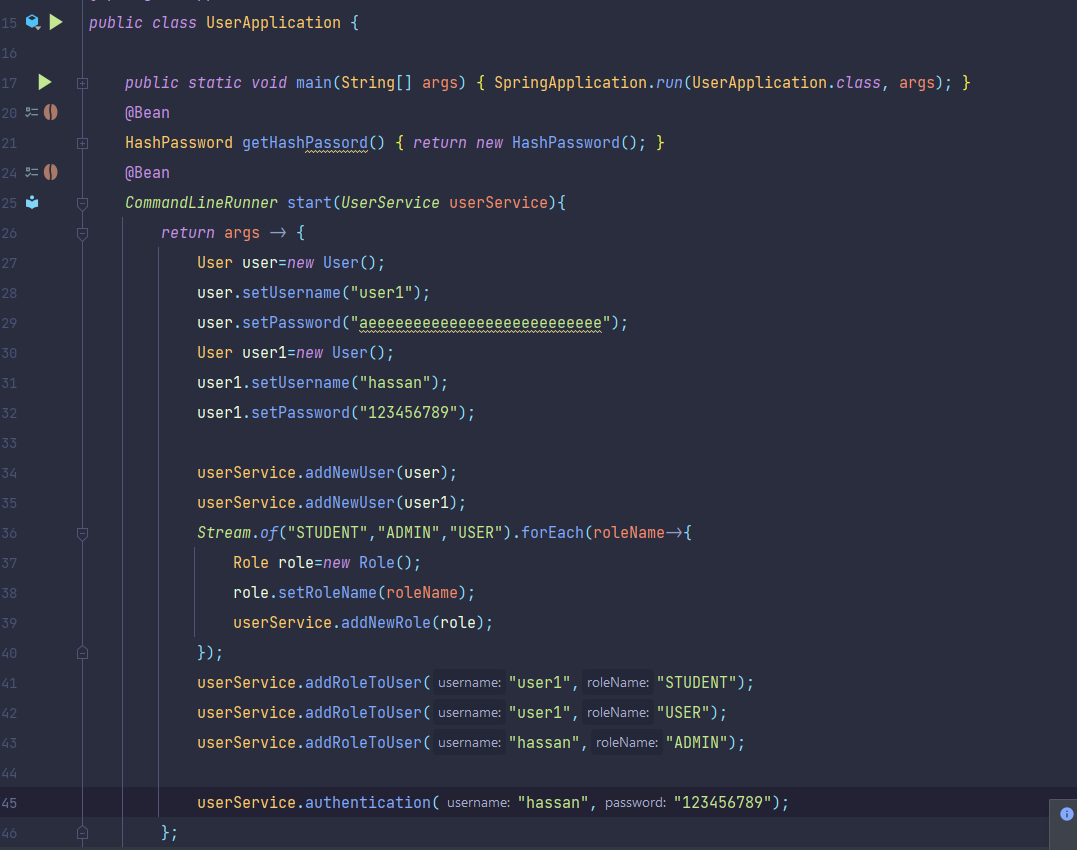 15 public class UserApplication {
16
17 public static void main(String[] args) { SpringApplication.run(UserApplication.class, args); }
20 @Bean
21 HashPassword getHashPassord() { return new HashPassword(); }
24 @Bean
25 CommandLineRunner start(UserService userService){
26 return args -> {
27 User user=new User();
28 user.setUsername("user1");
29 user.setPassword("aeeeeeeeeeeeeeeeeeeeeeeeeee");
30 User user1=new User();
31 user1.setUsername("hassan");
32 user1.setPassword("123456789");
33
34 userService.addNewUser(user);
35 userService.addNewUser(user1);
36 Stream.of("STUDENT","ADMIN","USER").forEach(roleName->{
37 Role role=new Role();
38 role.setRoleName(roleName);
39 userService.addNewRole(role);
40 });
41 userService.addRoleToUser( username: "user1", roleName: "STUDENT");
42 userService.addRoleToUser( username: "user1", roleName: "USER");
43 userService.addRoleToUser( username: "hassan", roleName: "ADMIN");
44
45 userService.authentication( username: "hassan", password: "123456789");
46 };